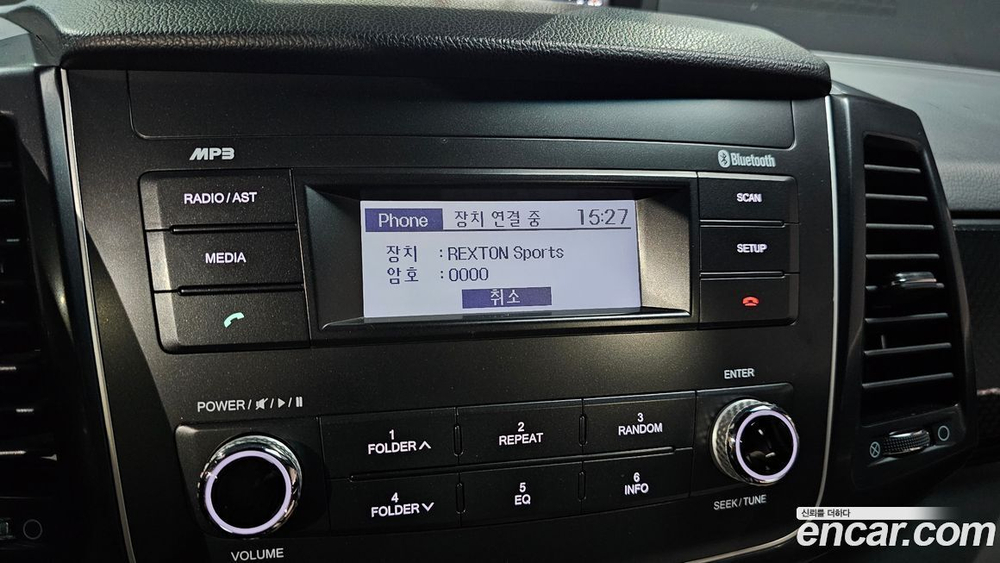 MP3
Bluetooth
RADIO/AST
SCAN
Phone 장치 연결 중 15:27
장치 : REXTON Sports
암호 : 0000
취소
MEDIA
SETUP
ENTER
POWER/ / /
1
FOLDER
2
REPEAT
3
RANDOM
4
FOLDER
5
EQ
6
INFO
SEEK/TUNE
VOLUME
신뢰를 더하다
encar.com